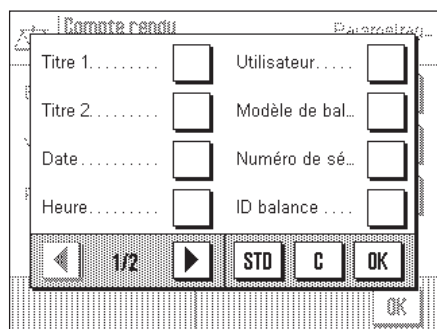 Compte rendu
Titre 1.........
Utilisateur.....
Titre 2.........
Modèle de bal...
Date..........
Numéro de sé...
Heure.........
ID balance ....
1/2
STD
C
OK
OK